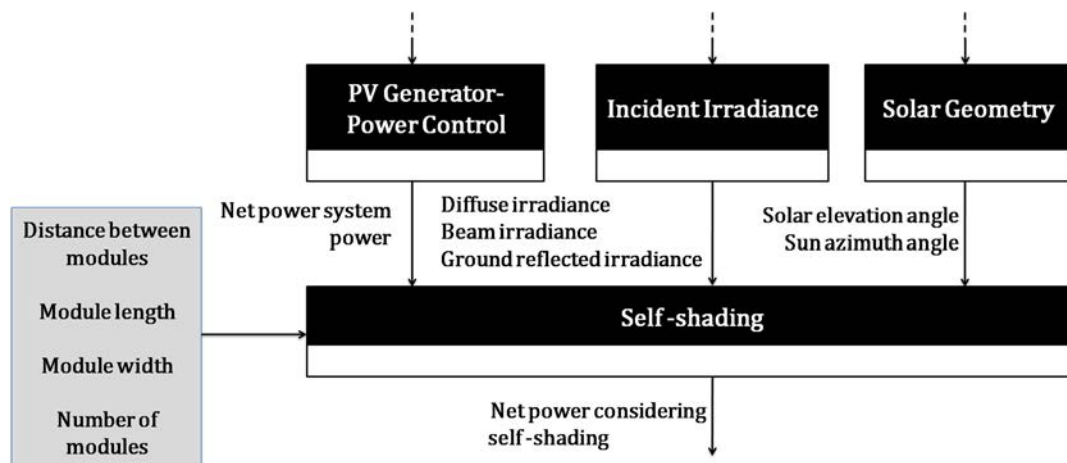 PV Generator-
Power Control
Incident Irradiance
Solar Geometry
Net power system
power
Diffuse irradiance
Beam irradiance
Ground reflected irradiance
Solar elevation angle
Sun azimuth angle
Distance between
modules
Module length
Module width
Number of
modules
Self-shading
Net power considering
self-shading